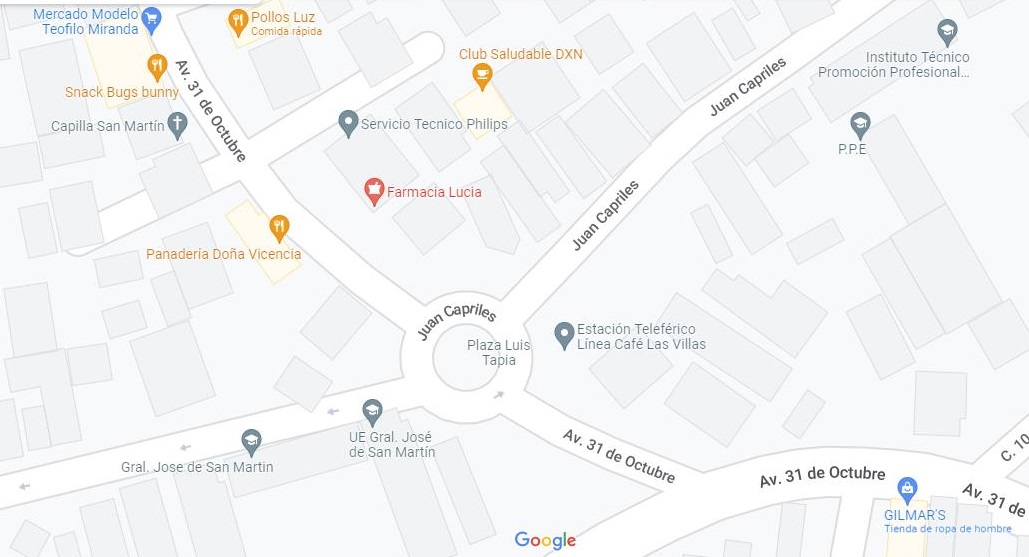 Mercado Modelo
Teofilo Miranda
Pollos Luz
Comida rápida
Snack Bugs bunny
Av. 31 de Octubre
Club Saludable DXN
Juan Capriles
Instituto Técnico
Promoción Profesional...
Capilla San Martín
Servicio Tecnico Philips
P.P.E
Farmacia Lucia
Juan Capriles
Panadería Doña Vicencia
Juan Capriles
Plaza Luis
Tapia
Estación Teleférico
Línea Café Las Villas
UE Gral. José
de San Martín
Gral. Jose de San Martin
Av. 31 de Octubre
Av. 31 de Octubre
C. 10
Av. 31 de
GILMAR'S
Tienda de ropa de hombre
Google